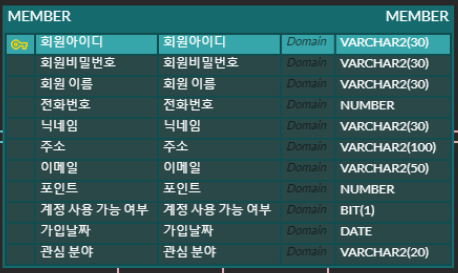 MEMBER MEMBER
회원아이디 회원아이디 Domain VARCHAR2(30)
회원비밀번호 회원비밀번호 Domain VARCHAR2(30)
회원 이름 회원 이름 Domain VARCHAR2(30)
전화번호 전화번호 Domain NUMBER
닉네임 닉네임 Domain VARCHAR2(30)
주소 주소 Domain VARCHAR2(100)
이메일 이메일 Domain VARCHAR2(50)
포인트 포인트 Domain NUMBER
계정 사용 가능 여부 계정 사용 가능 여부 Domain BIT(1)
가입날짜 가입날짜 Domain DATE
관심 분야 관심 분야 Domain VARCHAR2(20)